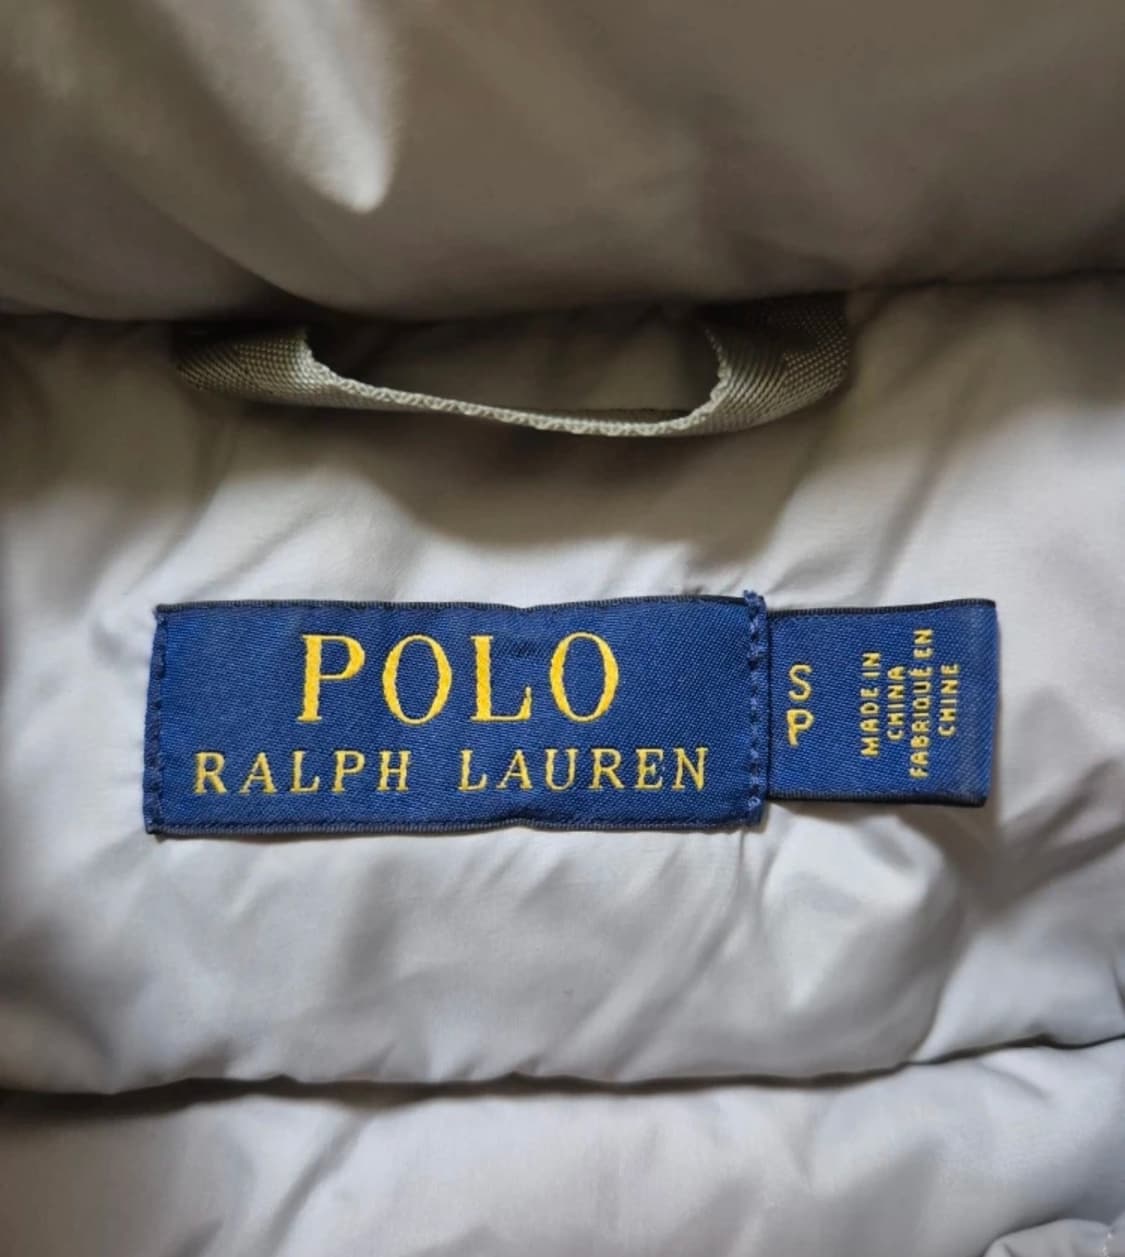 POLO
RALPH LAUREN
S
P
MADE IN
CHINA
FABRIQUÉ EN
CHINE